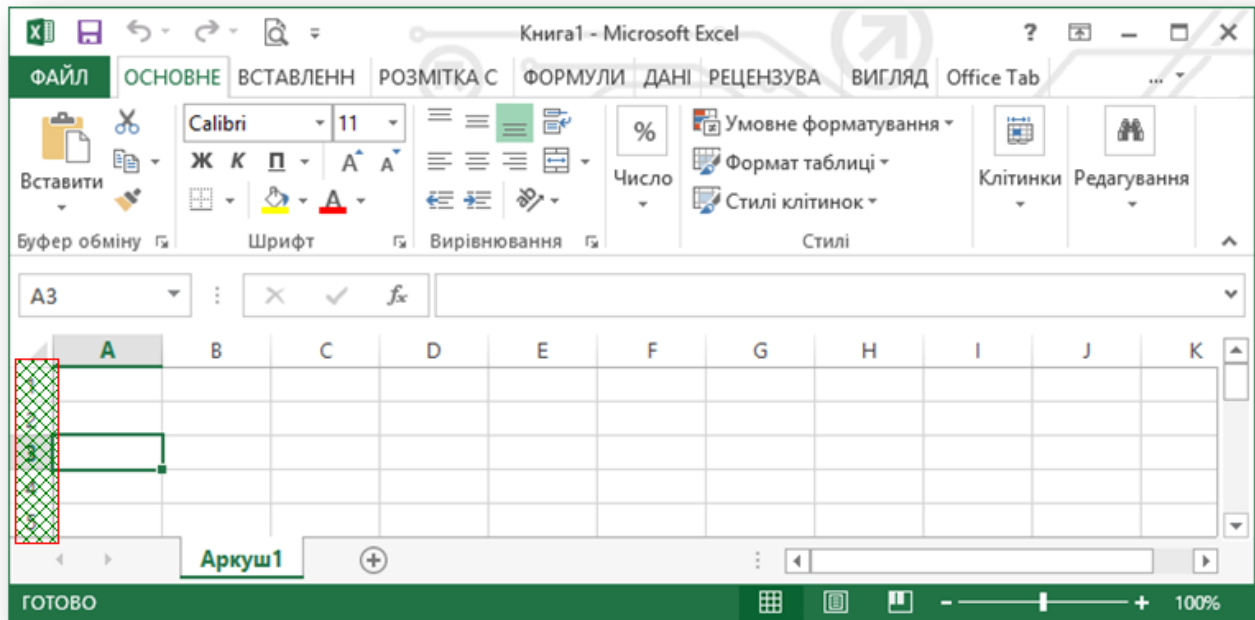 Книга1 - Microsoft Excel ?
ФАЙЛ ОСНОВНЕ ВСТАВЛЕНН РОЗМІТКА С ФОРМУЛИ ДАНІ РЕЦЕНЗУВА ВИГЛЯД Office Tab ...
Calibri 11 % Умовне форматування
Ж К П А А Формат таблиці
Вставити Число Клітинки Редагування
А Стилі клітинок
Буфер обміну Шрифт Вирівнювання Стилі
A3 fx
A B C D E F G H I J K
1
2
3
4
5
Аркуш1
ГОТОВО - + 100%